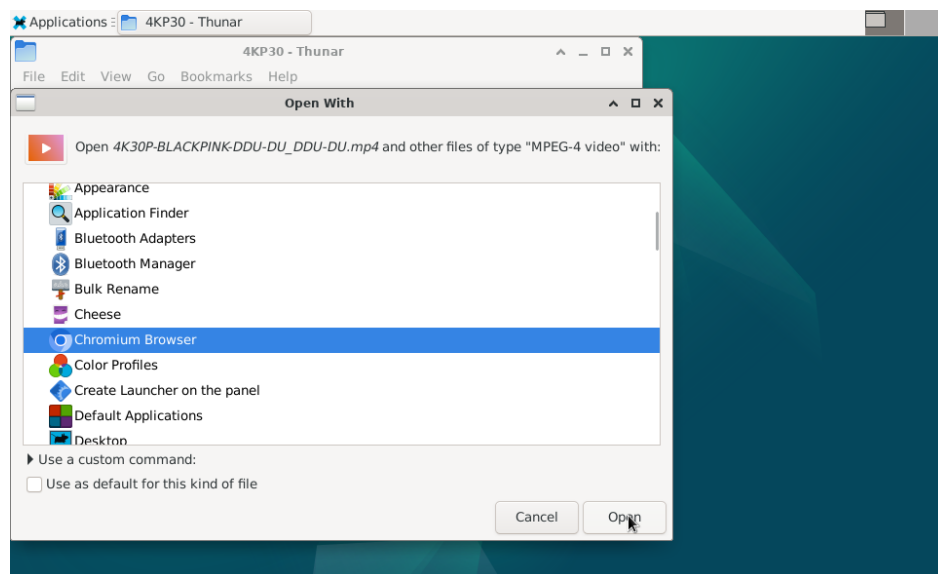 Applications
4KP30 - Thunar
4KP30 - Thunar
File Edit View Go Bookmarks Help
Open With
Open 4K30P-BLACKPINK-DDU-DU_DDU-DU.mp4 and other files of type "MPEG-4 video" with:
Appearance
Application Finder
Bluetooth Adapters
Bluetooth Manager
Bulk Rename
Cheese
Chromium Browser
Color Profiles
Create Launcher on the panel
Default Applications
Desktop
Use a custom command:
Use as default for this kind of file
Cancel Open